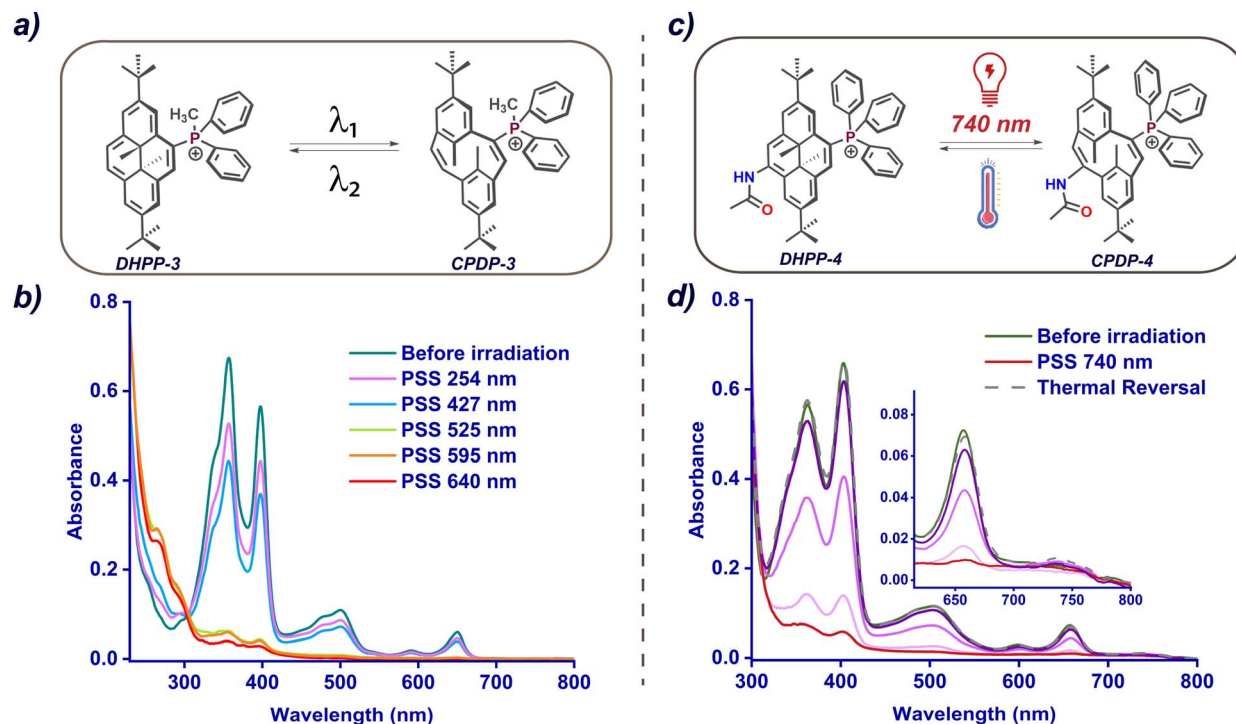 a)
H₃C
P
⊕
λ₁
λ₂
H₃C
P
⊕
DHPP-3
CPDP-3
b)
0.8
0.6
0.4
0.2
0.0
Absorbance
Before irradiation
PSS 254 nm
PSS 427 nm
PSS 525 nm
PSS 595 nm
PSS 640 nm
300 400 500 600 700 800
Wavelength (nm)
c)
P
⊕
HN
O
740 nm
P
⊕
HN
O
DHPP-4
CPDP-4
d)
0.8
0.6
0.4
0.2
0.0
Absorbance
Before irradiation
PSS 740 nm
Thermal Reversal
0.08
0.06
0.04
0.02
0.00
650 700 750 800
300 400 500 600 700 800
Wavelength (nm)